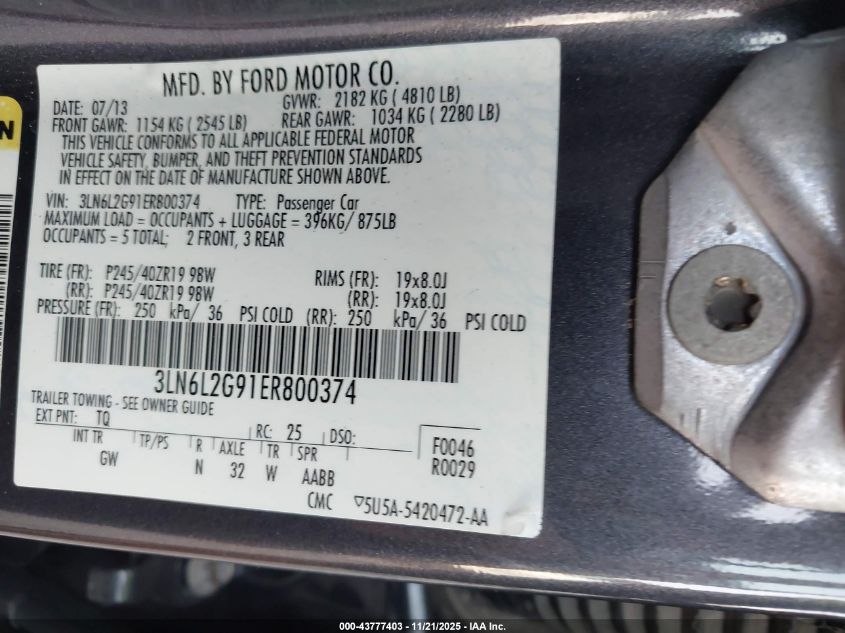 MFD. BY FORD MOTOR CO.
DATE: 07/13 GVWR: 2182 KG ( 4810 LB)
FRONT GAWR: 1154 KG ( 2545 LB) REAR GAWR: 1034 KG ( 2280 LB)
THIS VEHICLE CONFORMS TO ALL APPLICABLE FEDERAL MOTOR
VEHICLE SAFETY, BUMPER, AND THEFT PREVENTION STANDARDS
IN EFFECT ON THE DATE OF MANUFACTURE SHOWN ABOVE.
VIN: 3LN6L2G91ER800374 TYPE: Passenger Car
MAXIMUM LOAD = OCCUPANTS + LUGGAGE = 396KG/ 875LB
OCCUPANTS = 5 TOTAL; 2 FRONT, 3 REAR
TIRE (FR): P245/40ZR19 98W RIMS (FR): 19x8.0J
(RR): P245/40ZR19 98W (RR): 19x8.0J
PRESSURE (FR): 250 kPa/ 36 PSI COLD (RR): 250 kPa/ 36 PSI COLD
3LN6L2G91ER800374
TRAILER TOWING - SEE OWNER GUIDE
EXT PNT: TQ RC: 25 DSO: F0046
INT TR TP/PS R AXLE TR SPR R0029
GW N 32 W AABB
CMC ▽5U5A-5420472-AA
N
000-43777403 - 11/21/2025 - IAA Inc.